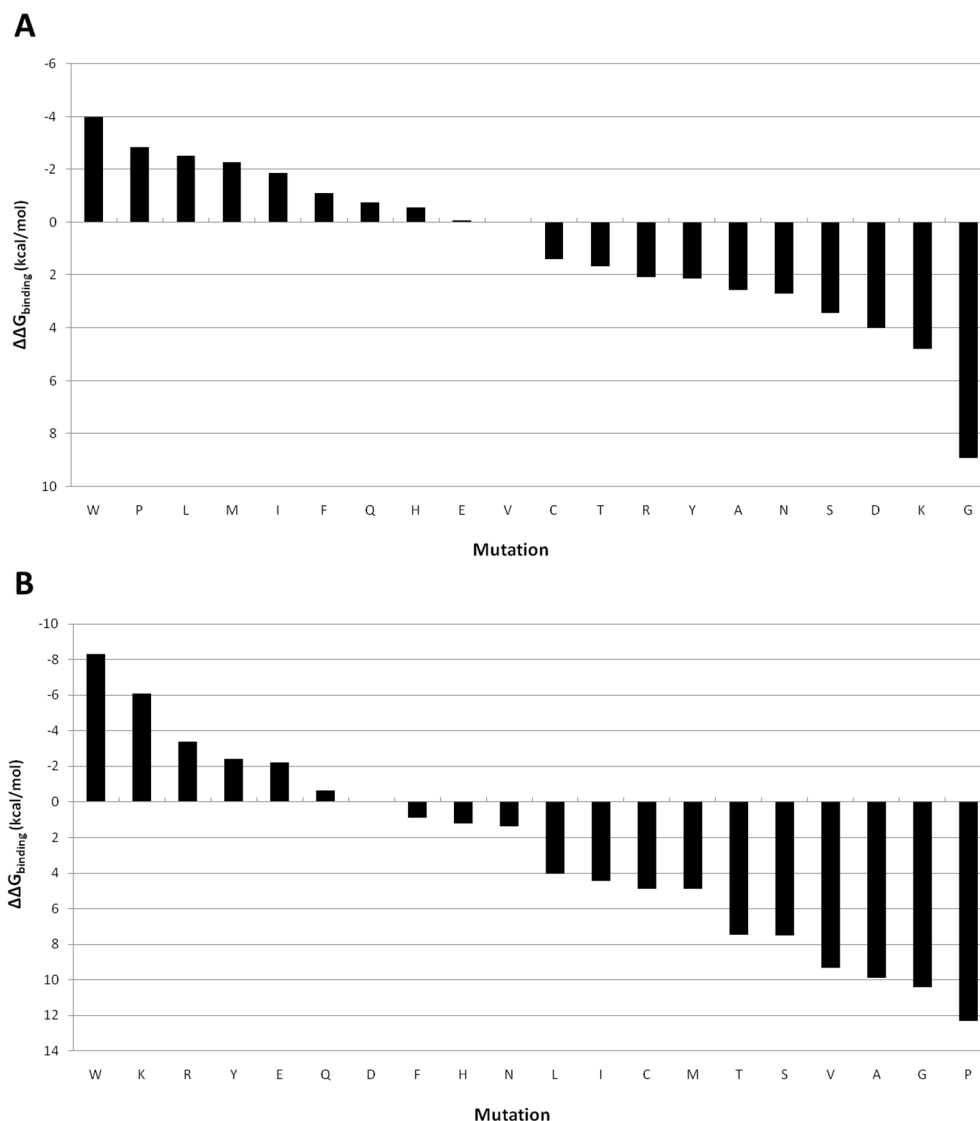 A
-6
-4
-2
0
2
4
6
8
10
ΔΔGbinding (kcal/mol)
W P L M I F Q H E V C T R Y A N S D K G
Mutation
B
-10
-8
-6
-4
-2
0
2
4
6
8
10
12
14
ΔΔGbinding (kcal/mol)
W K R Y E Q D F H N L I C M T S V A G P
Mutation